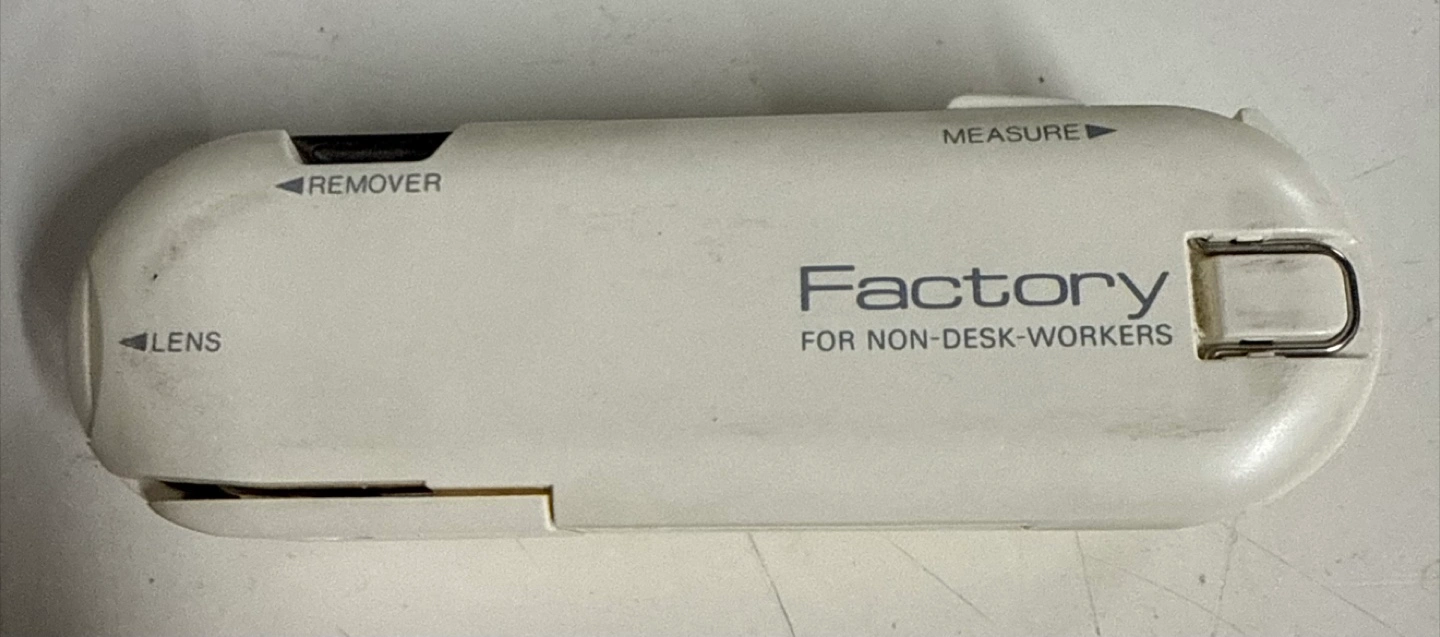 MEASURE▶
◀REMOVER
Factory
◀LENS
FOR NON-DESK-WORKERS